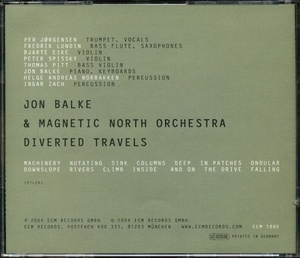 PER JØRGENSEN TRUMPET, VOCALS
FREDRIK LUNDIN BASS FLUTE, SAXOPHONES
BJARTE EIKE VIOLIN
PETER SPISSKY VIOLIN
THOMAS PITT BASS VIOLIN
JON BALKE PIANO, KEYBOARDS
HELGE ANDREAS NORBAKKEN PERCUSSION
INGAR ZACH PERCUSSION
JON BALKE
& MAGNETIC NORTH ORCHESTRA
DIVERTED TRAVELS
MACHINERY NUTATING SINK COLUMNS DEEP IN PATCHES ONDULAR
DOWNSLOPE RIVERS CLIMB INSIDE AND ON THE DRIVE FALLING
℗ 2004 ECM RECORDS GMBH © 2004 ECM RECORDS GMBH
ECM RECORDS, POSTFACH 600 331, 81203 MÜNCHEN WWW.ECMRECORDS.COM ECM 1886
PRINTED IN GERMANY